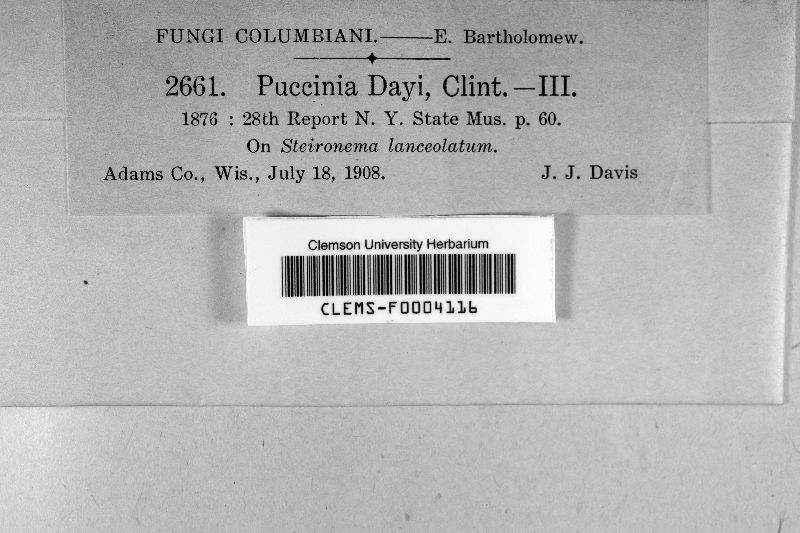 FUNGI COLUMBIANI.——E. Bartholomew.
2661. Puccinia Dayi, Clint.—III.
1876 : 28th Report N. Y. State Mus. p. 60.
On Steironema lanceolatum.
Adams Co., Wis., July 18, 1908. J. J. Davis
Clemson University Herbarium
CLEMS-F0004116